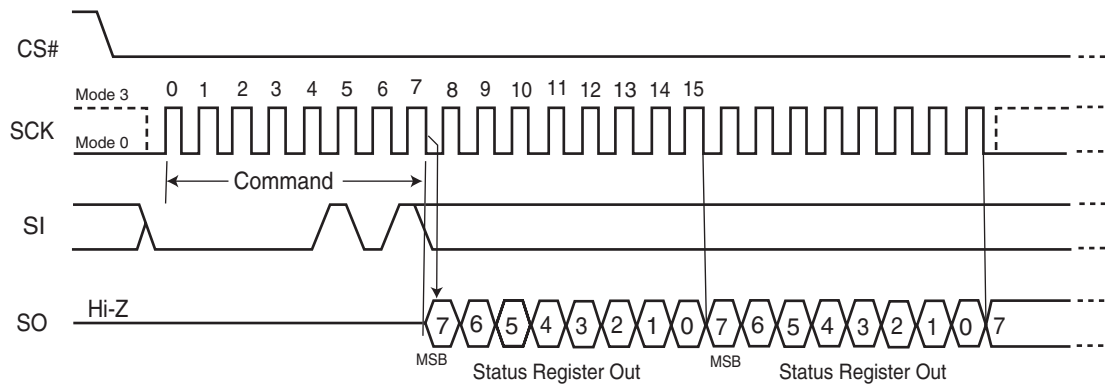 CS#
0 1 2 3 4 5 6 7 8 9 10 11 12 13 14 15
Mode 3
SCK
Mode 0
Command
SI
Hi-Z
SO
7 6 5 4 3 2 1 0 7 6 5 4 3 2 1 0 7
MSB Status Register Out MSB Status Register Out